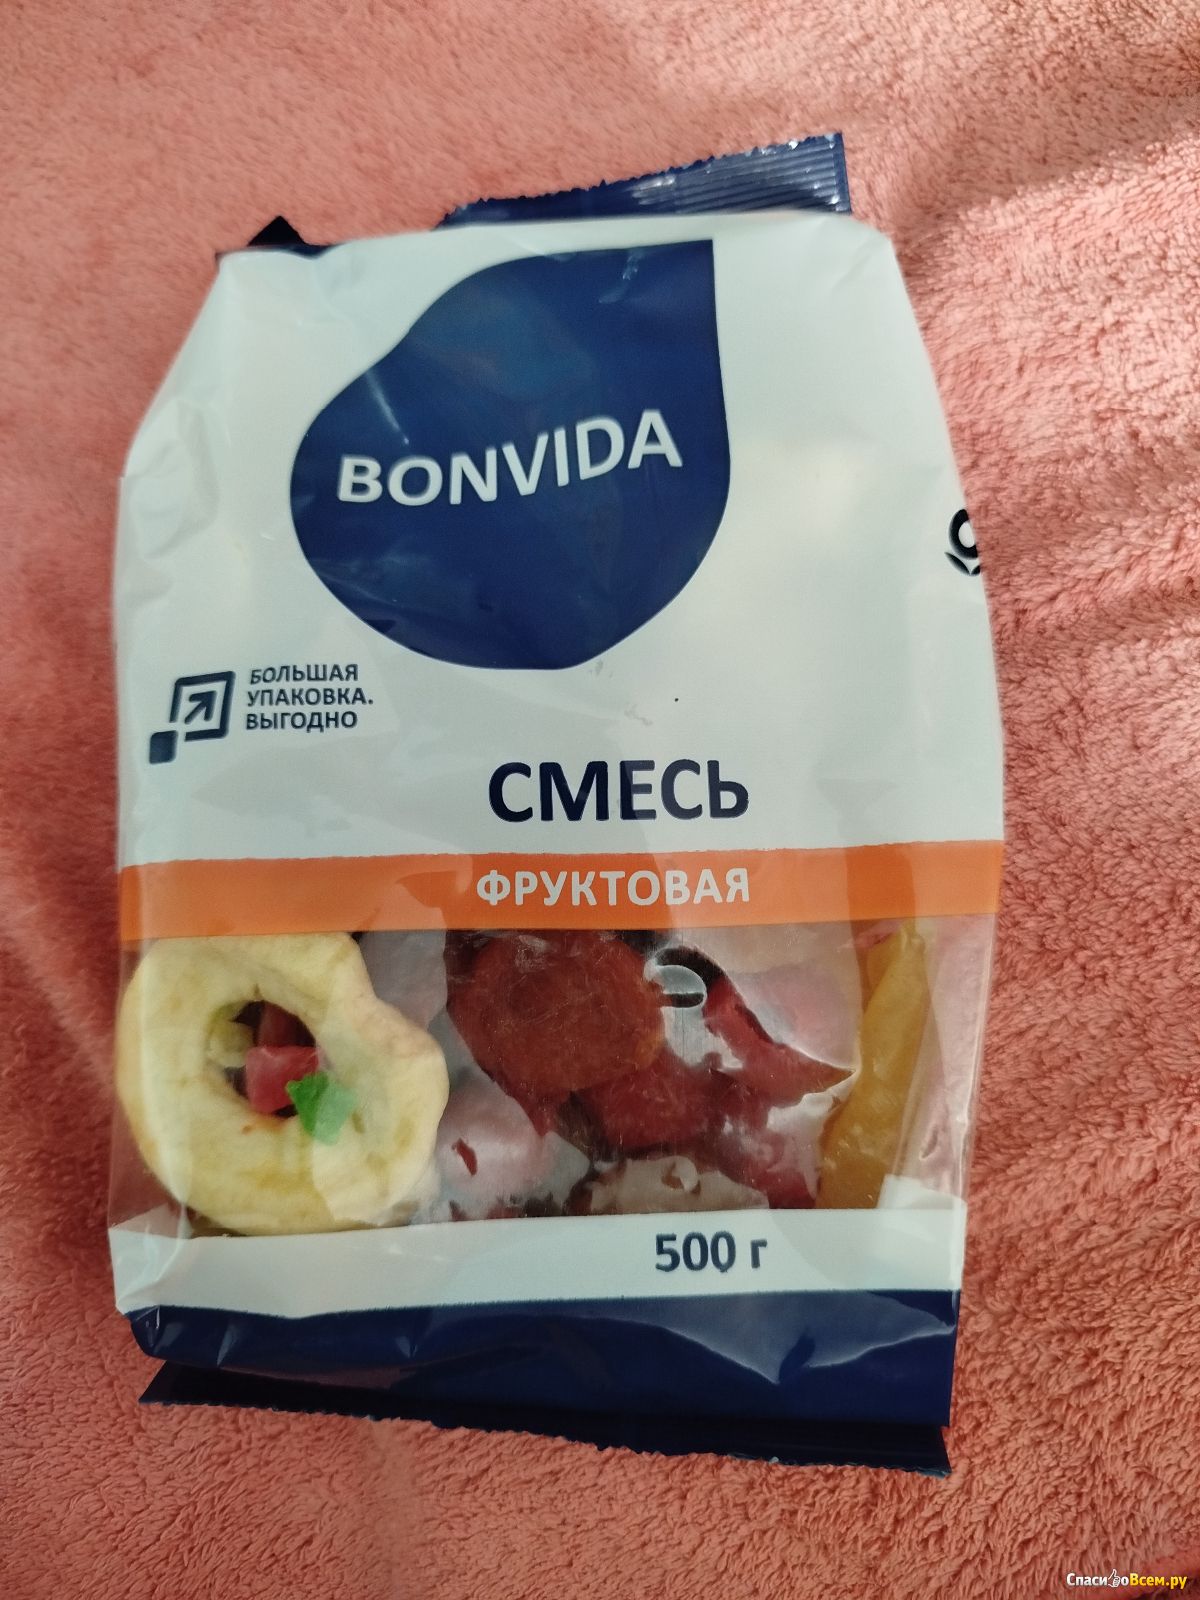 BONVIDA
БОЛЬШАЯ
УПАКОВКА.
ВЫГОДНО
СМЕСЬ
ФРУКТОВАЯ
500 г
СпасибоВсем.ру